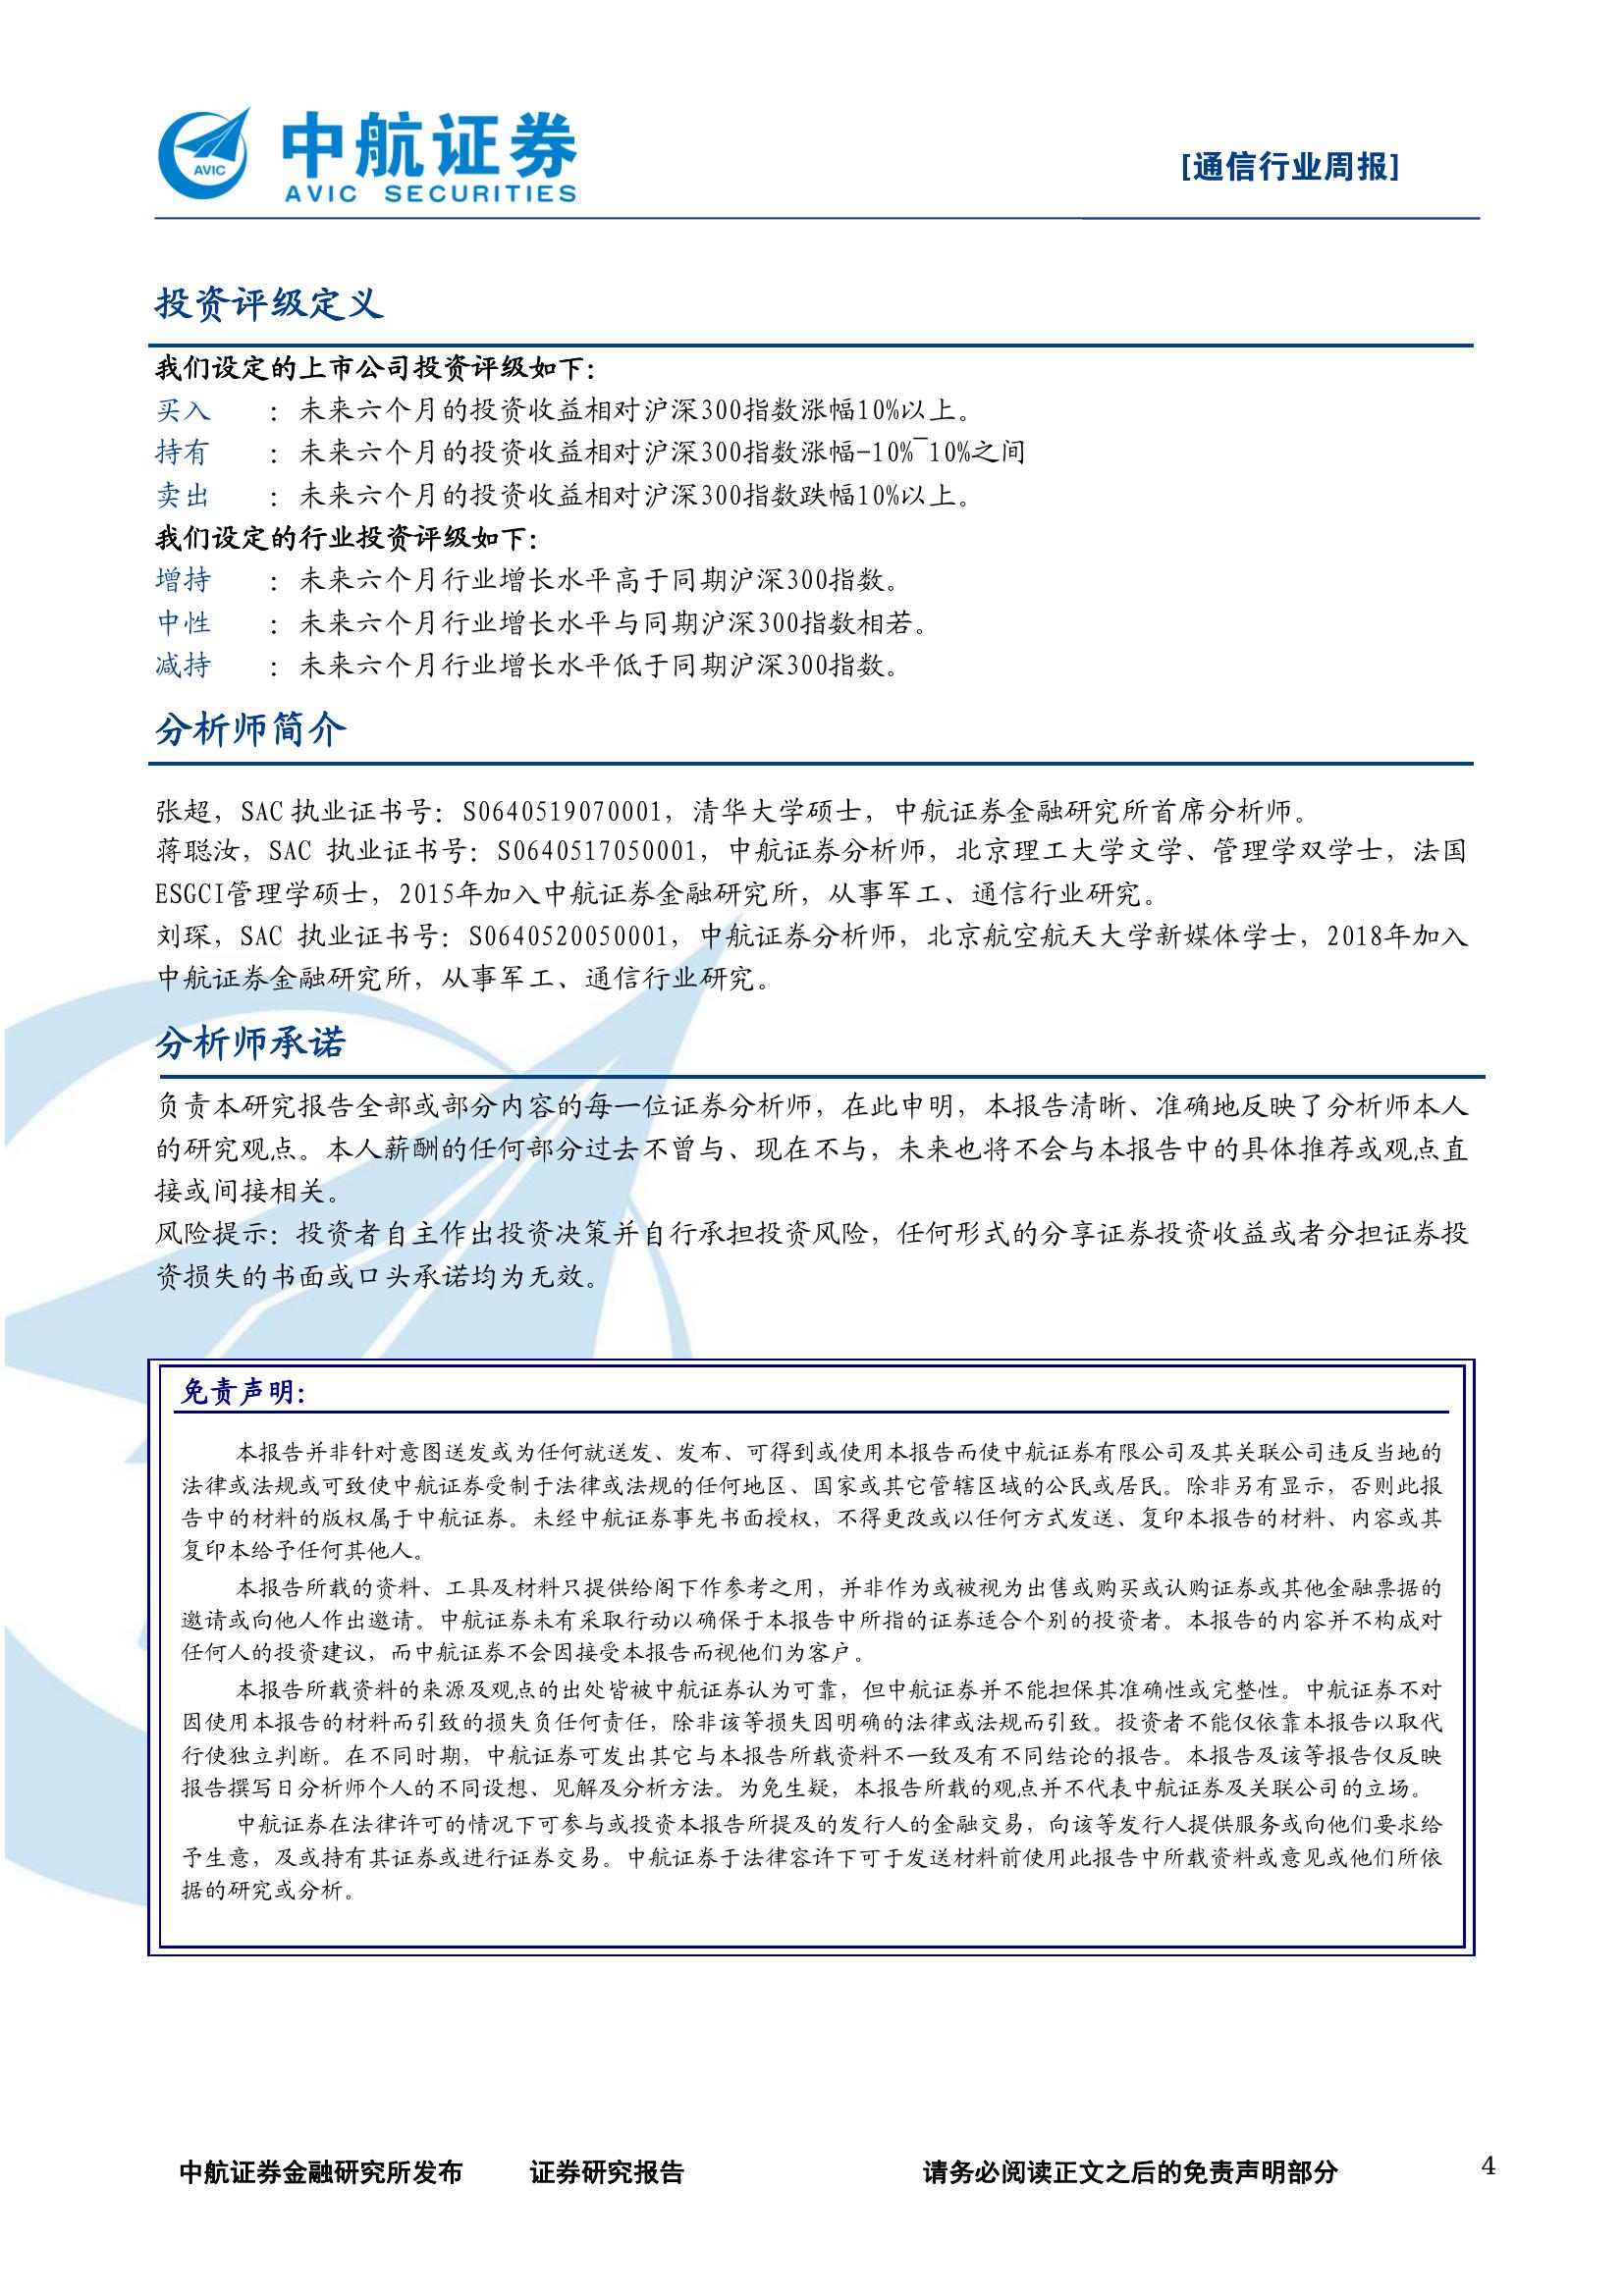 AVIC
中航证券
AVIC SECURITIES
[通信行业周报]
投资评级定义
我们设定的上市公司投资评级如下：
买入 ：未来六个月的投资收益相对沪深300指数涨幅10%以上。
持有 ：未来六个月的投资收益相对沪深300指数涨幅-10%~10%之间
卖出 ：未来六个月的投资收益相对沪深300指数跌幅10%以上。
我们设定的行业投资评级如下：
增持 ：未来六个月行业增长水平高于同期沪深300指数。
中性 ：未来六个月行业增长水平与同期沪深300指数相若。
减持 ：未来六个月行业增长水平低于同期沪深300指数。
分析师简介
张超，SAC 执业证书号：S0640519070001，清华大学硕士，中航证券金融研究所首席分析师。
蒋聪汝，SAC 执业证书号：S0640517050001，中航证券分析师，北京理工大学文学、管理学双学士，法国
ESGCI管理学硕士，2015年加入中航证券金融研究所，从事军工、通信行业研究。
刘琛，SAC 执业证书号：S0640520050001，中航证券分析师，北京航空航天大学新媒体学士，2018年加入
中航证券金融研究所，从事军工、通信行业研究。
分析师承诺
负责本研究报告全部或部分内容的每一位证券分析师，在此申明，本报告清晰、准确地反映了分析师本人
的研究观点。本人薪酬的任何部分过去不曾与、现在不与，未来也将不会与本报告中的具体推荐或观点直
接或间接相关。
风险提示：投资者自主作出投资决策并自行承担投资风险，任何形式的分享证券投资收益或者分担证券投
资损失的书面或口头承诺均为无效。
免责声明：
本报告并非针对意图送发或为任何就送发、发布、可得到或使用本报告而使中航证券有限公司及其关联公司违反当地的
法律或法规或可致使中航证券受制于法律或法规的任何地区、国家或其它管辖区域的公民或居民。除非另有显示，否则此报
告中的材料的版权属于中航证券。未经中航证券事先书面授权，不得更改或以任何方式发送、复印本报告的材料、内容或其
复印本给予任何其他人。
本报告所载的资料、工具及材料只提供给阁下作参考之用，并非作为或被视为出售或购买或认购证券或其他金融票据的
邀请或向他人作出邀请。中航证券未有采取行动以确保于本报告中所指的证券适合个别的投资者。本报告的内容并不构成对
任何人的投资建议，而中航证券不会因接受本报告而视他们为客户。
本报告所载资料的来源及观点的出处皆被中航证券认为可靠，但中航证券并不能担保其准确性或完整性。中航证券不对
因使用本报告的材料而引致的损失负任何责任，除非该等损失因明确的法律或法规而引致。投资者不能仅依靠本报告以取代
行使独立判断。在不同时期，中航证券可发出其它与本报告所载资料不一致及有不同结论的报告。本报告及该等报告仅反映
报告撰写日分析师个人的不同设想、见解及分析方法。为免生疑，本报告所载的观点并不代表中航证券及关联公司的立场。
中航证券在法律许可的情况下可参与或投资本报告所提及的发行人的金融交易，向该等发行人提供服务或向他们要求给
予生意，及或持有其证券或进行证券交易。中航证券于法律容许下可于发送材料前使用此报告中所载资料或意见或他们所依
据的研究或分析。
中航证券金融研究所发布 证券研究报告 请务必阅读正文之后的免责声明部分 4